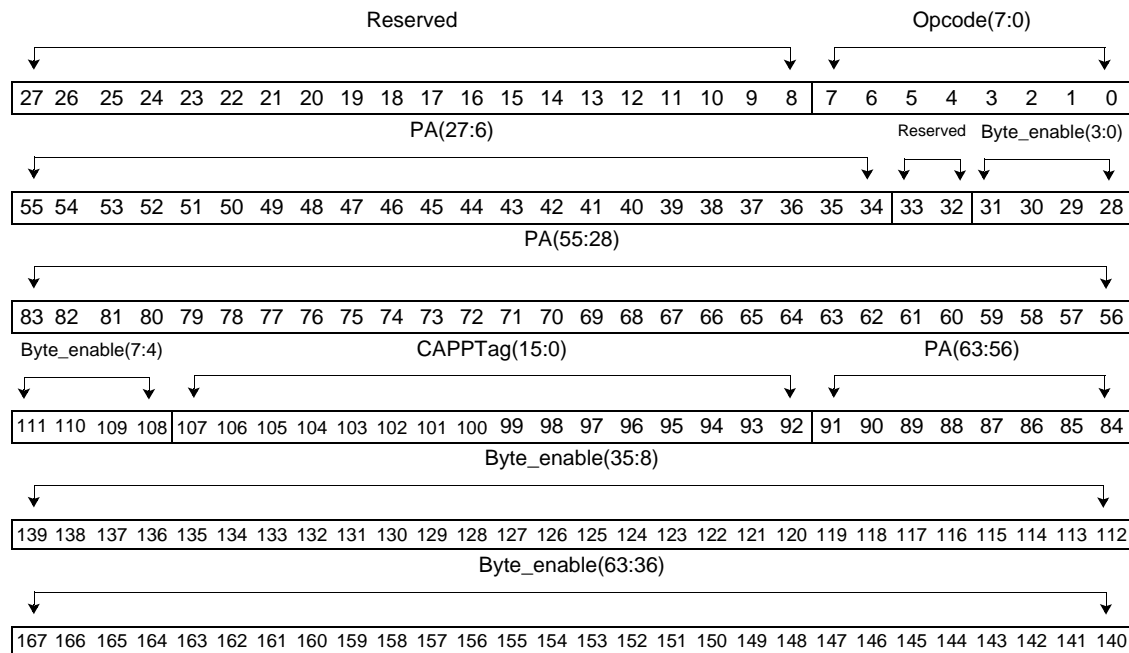 Reserved Opcode(7:0)
27 26 25 24 23 22 21 20 19 18 17 16 15 14 13 12 11 10 9 8 7 6 5 4 3 2 1 0
PA(27:6) Reserved Byte_enable(3:0)
55 54 53 52 51 50 49 48 47 46 45 44 43 42 41 40 39 38 37 36 35 34 33 32 31 30 29 28
PA(55:28)
83 82 81 80 79 78 77 76 75 74 73 72 71 70 69 68 67 66 65 64 63 62 61 60 59 58 57 56
Byte_enable(7:4) CAPPTag(15:0) PA(63:56)
111 110 109 108 107 106 105 104 103 102 101 100 99 98 97 96 95 94 93 92 91 90 89 88 87 86 85 84
Byte_enable(35:8)
139 138 137 136 135 134 133 132 131 130 129 128 127 126 125 124 123 122 121 120 119 118 117 116 115 114 113 112
Byte_enable(63:36)
167 166 165 164 163 162 161 160 159 158 157 156 155 154 153 152 151 150 149 148 147 146 145 144 143 142 141 140